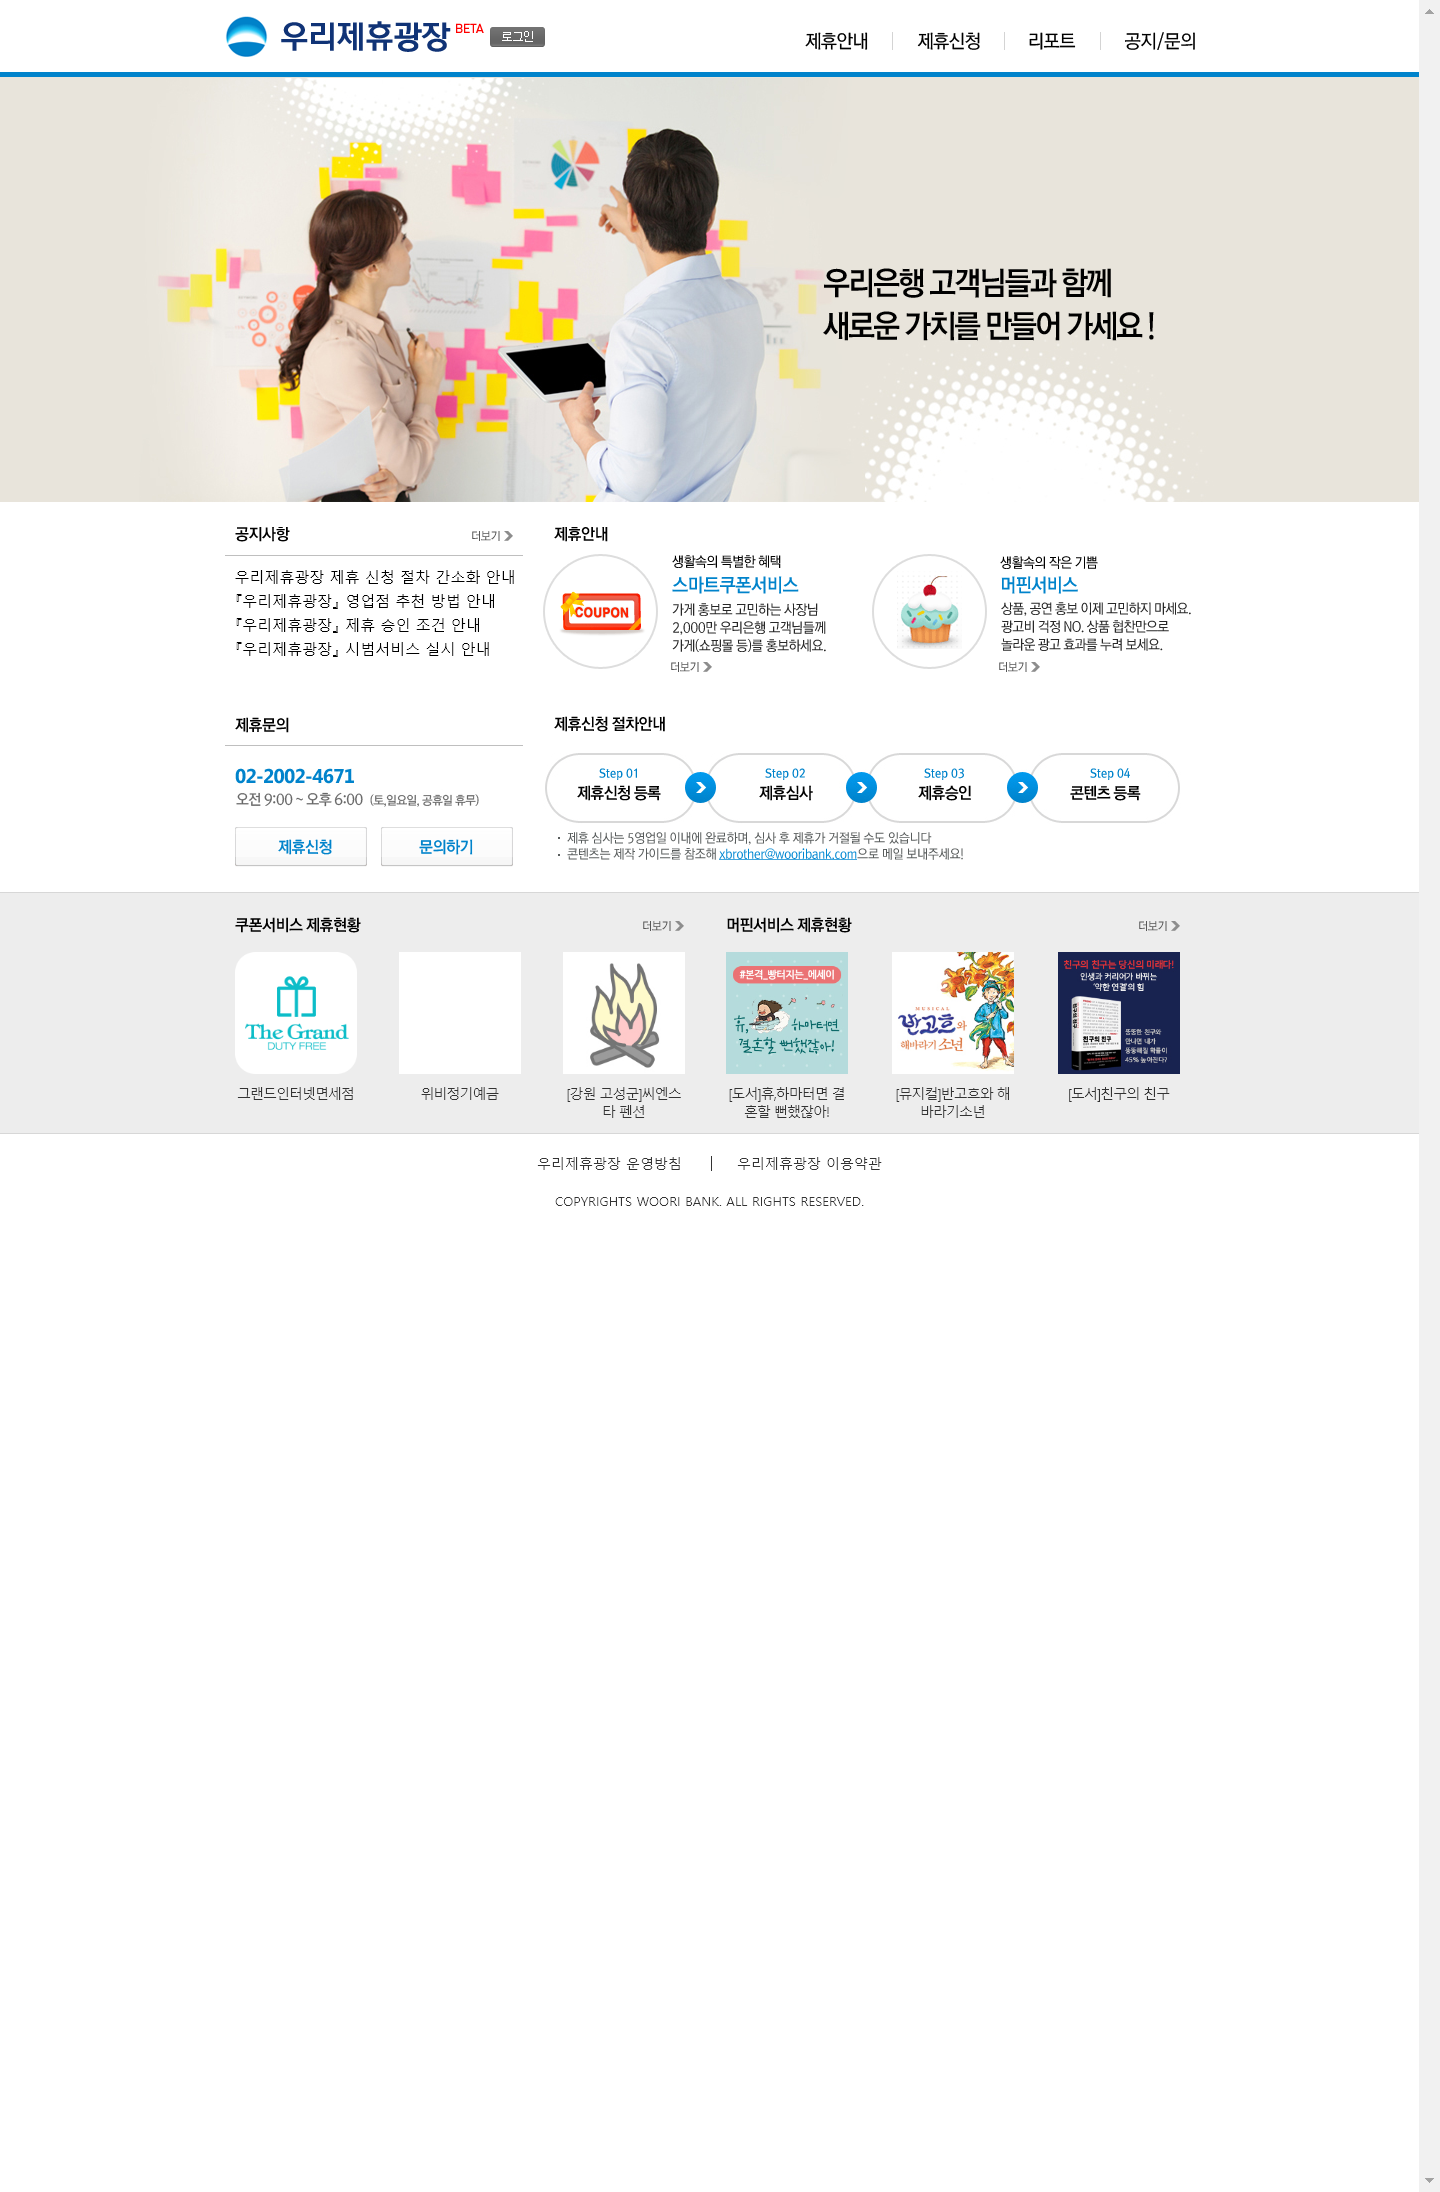 우리제휴광장 BETA 로그인
제휴안내
제휴신청
리포트
공지/문의
우리은행 고객님들과 함께
새로운 가치를 만들어 가세요 !
공지사항
더보기
우리제휴광장 제휴 신청 절차 간소화 안내
『우리제휴광장』 영업점 추천 방법 안내
『우리제휴광장』 제휴 승인 조건 안내
『우리제휴광장』 시범서비스 실시 안내
제휴안내
COUPON
생활속의 특별한 혜택
스마트쿠폰서비스
가게 홍보로 고민하는 사장님
2,000만 우리은행 고객님들께
가게(쇼핑몰 등)를 홍보하세요.
더보기
생활속의 작은 기쁨
머핀서비스
상품, 공연 홍보 이제 고민하지 마세요.
광고비 걱정 NO. 상품 협찬만으로
놀라운 광고 효과를 누려 보세요.
더보기
제휴문의
02-2002-4671
오전 9:00 ~ 오후 6:00 (토,일요일, 공휴일 휴무)
제휴신청
문의하기
제휴신청 절차안내
Step 01
제휴신청 등록
Step 02
제휴심사
Step 03
제휴승인
Step 04
콘텐츠 등록
· 제휴 심사는 5영업일 이내에 완료하며, 심사 후 제휴가 거절될 수도 있습니다
· 콘텐츠는 제작 가이드를 참조해 xbrother@wooribank.com으로 메일 보내주세요!
쿠폰서비스 제휴현황
더보기
The Grand
DUTY FREE
그랜드인터넷면세점
위비정기예금
[강원 고성군]씨엔스
타 펜션
머핀서비스 제휴현황
더보기
#본격_빵터지는_에세이
휴, 하마터면
결혼할 뻔했잖아!
[도서]휴,하마터면 결
혼할 뻔했잖아!
MUSICAL
반고흐와
해바라기 소년
[뮤지컬]반고흐와 해
바라기소년
친구의 친구는 당신의 미래다!
인생과 커리어가 바뀌는
'약한 연결'의 힘
친구의 친구
뚱뚱한 친구와
만나면 내가
뚱뚱해질 확률이
45% 높아진다?
[도서]친구의 친구
우리제휴광장 운영방침
우리제휴광장 이용약관
COPYRIGHTS WOORI BANK. ALL RIGHTS RESERVED.